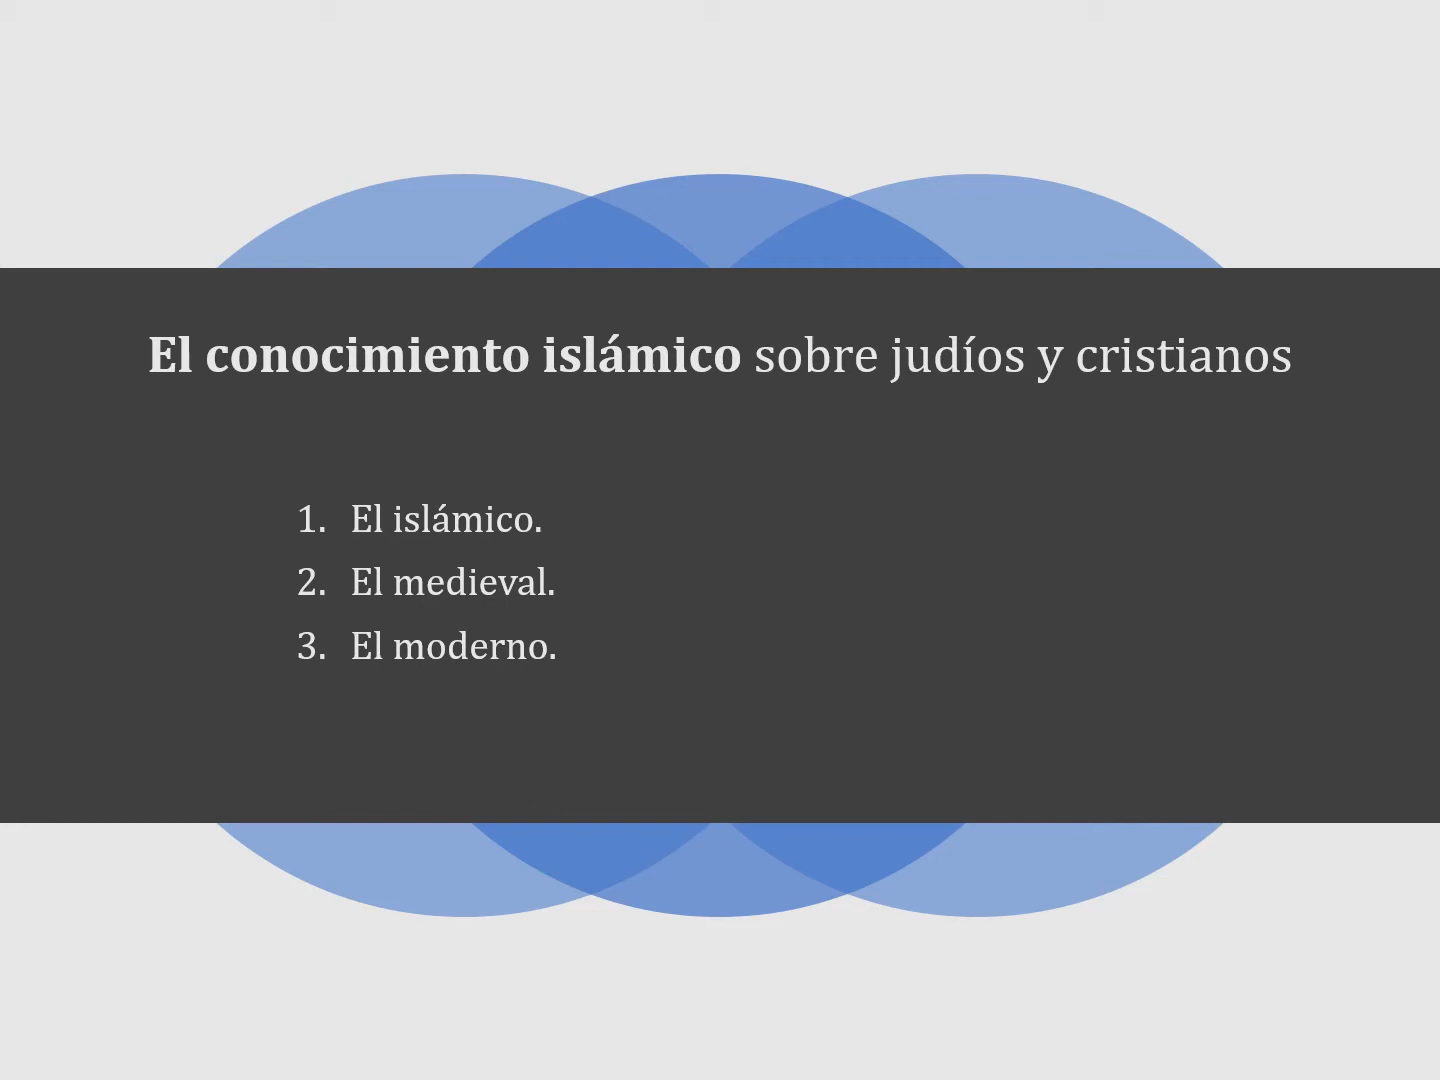 El conocimiento islámico sobre judíos y cristianos
1. El islámico.
2. El medieval.
3. El moderno.